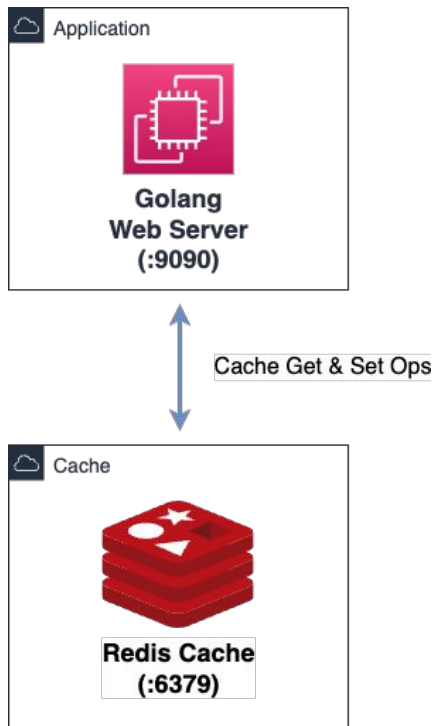 Application
Golang
Web Server
(:9090)
Cache Get & Set Ops
Cache
Redis Cache
(:6379)